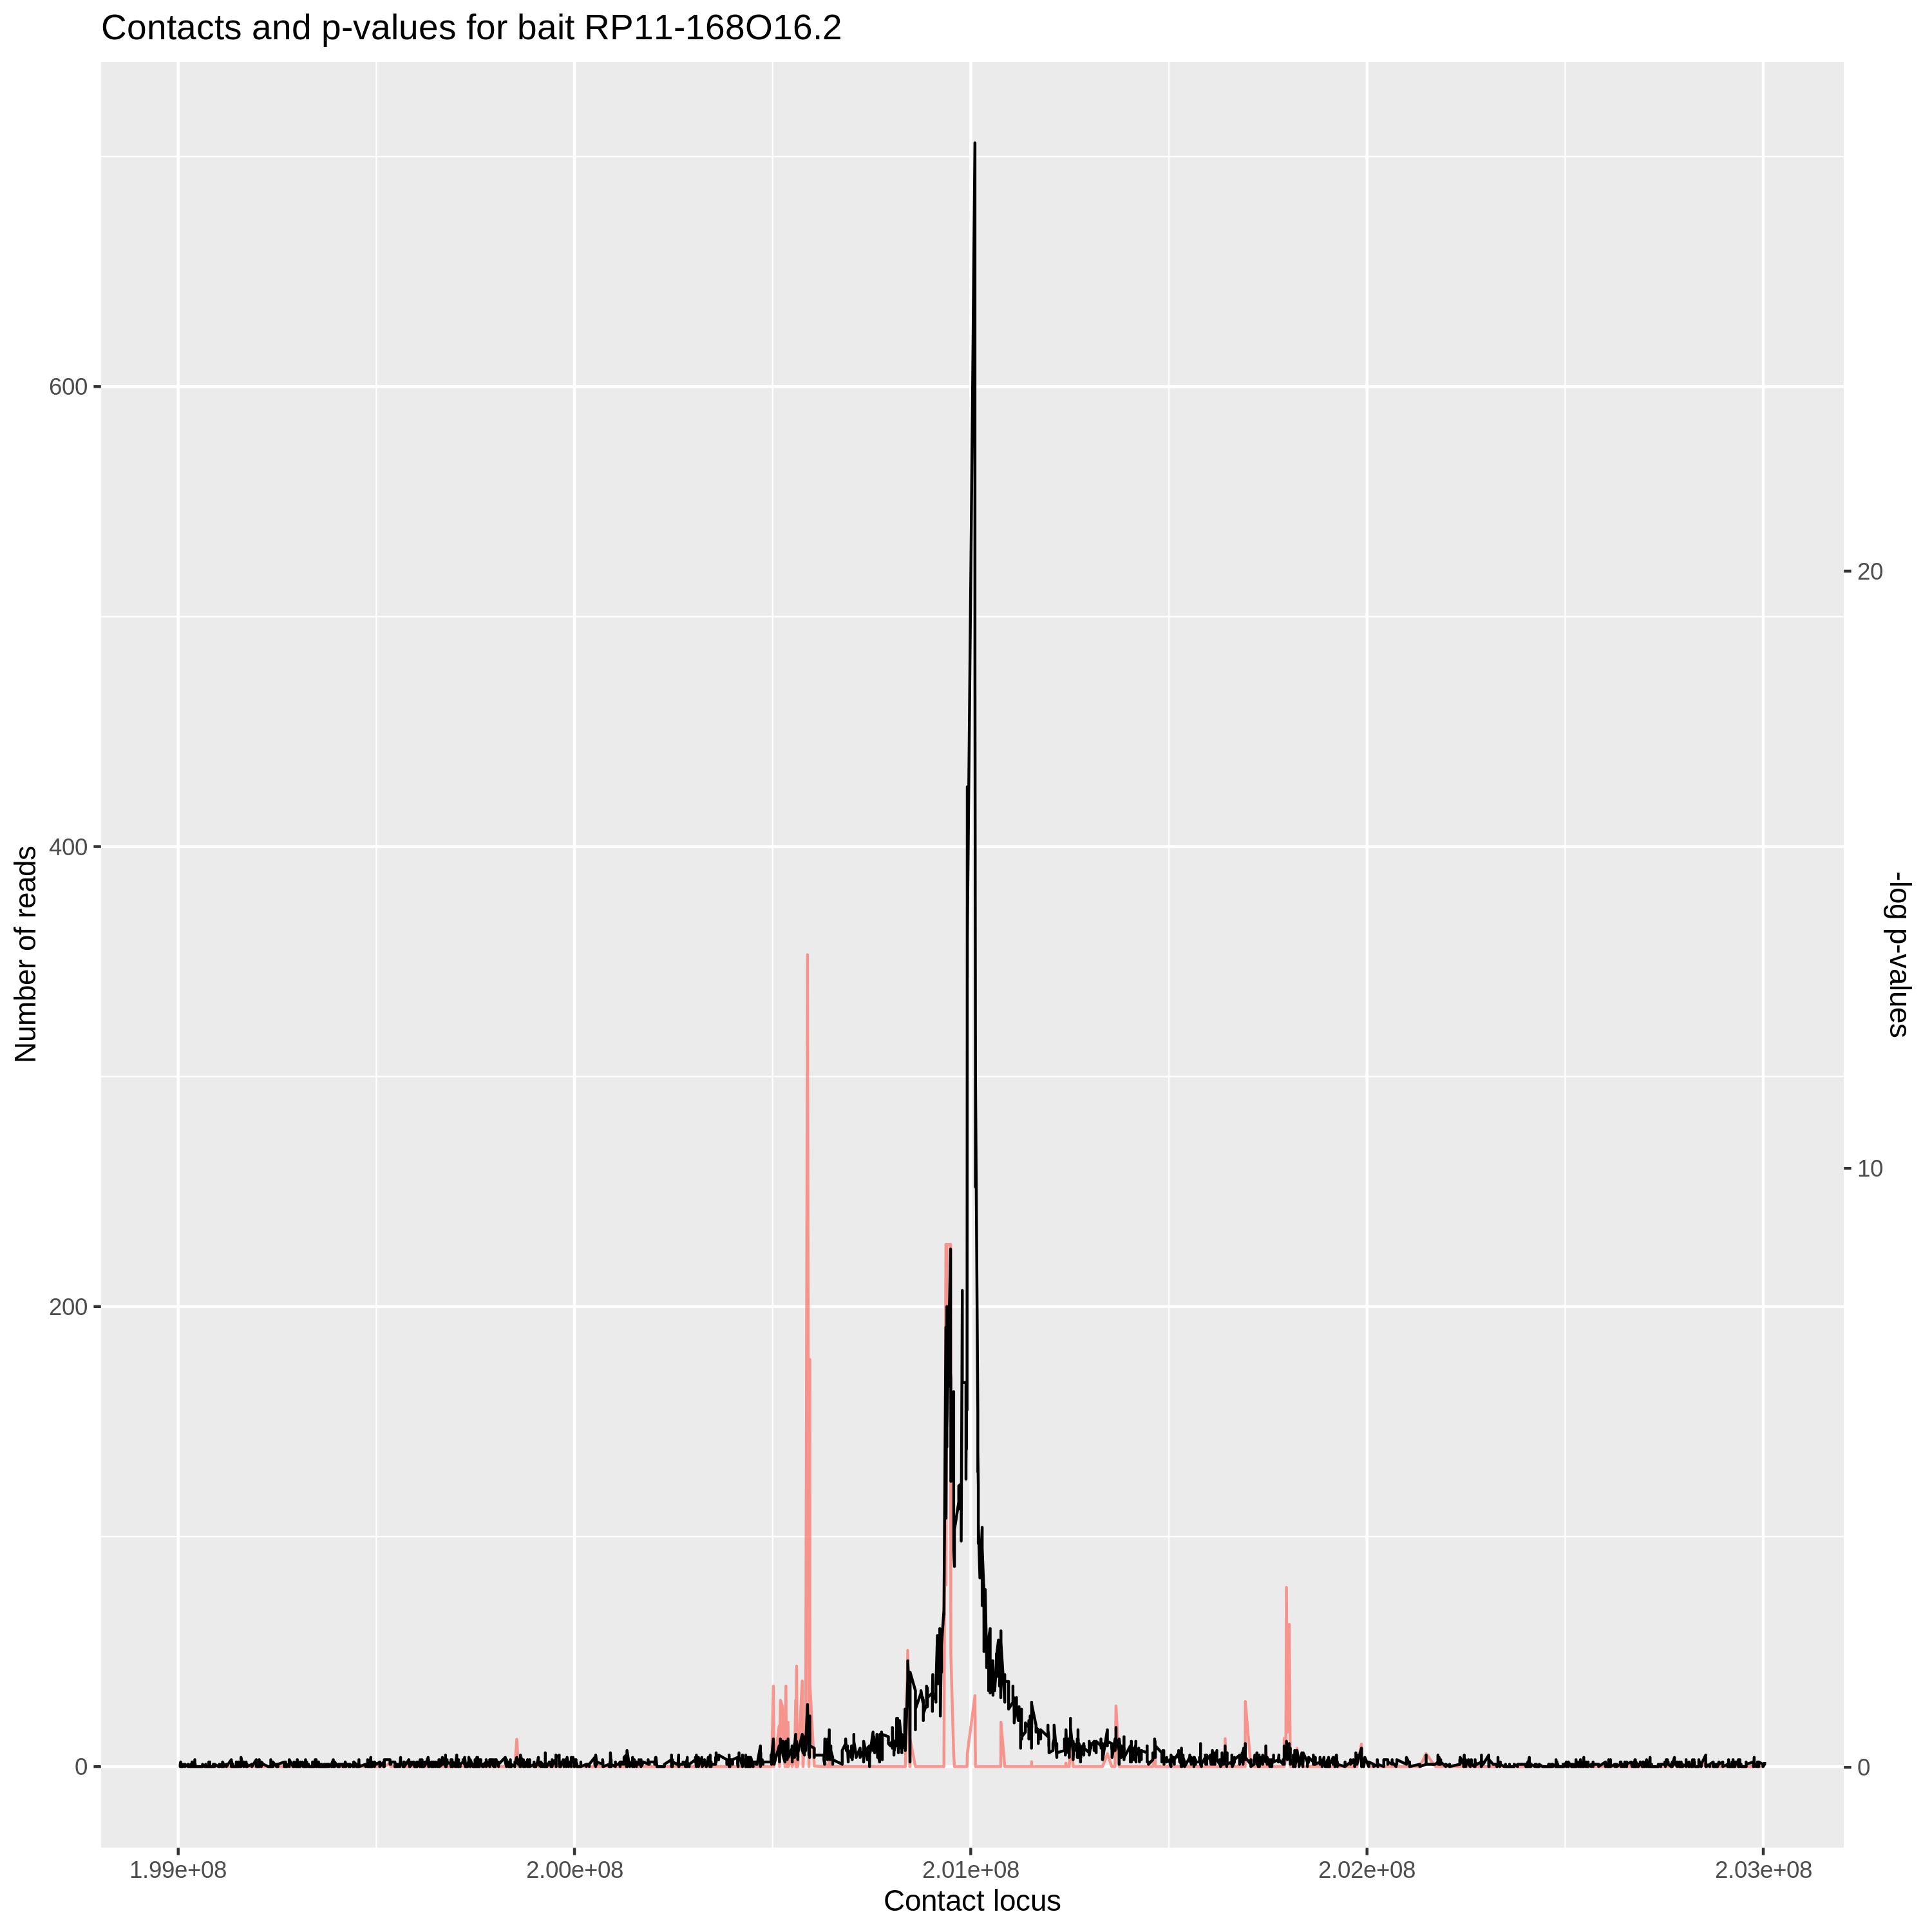 Contacts and p-values for bait RP11-168O16.2
600
400
200
0
Number of reads
20
10
0
-log p-values
1.99e+08
2.00e+08
2.01e+08
2.02e+08
2.03e+08
Contact locus